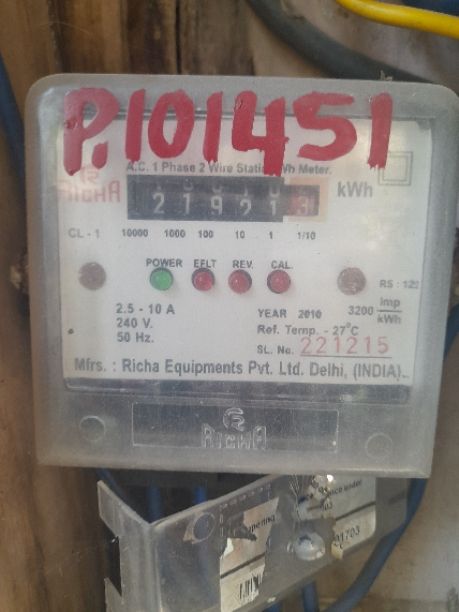 P.101451
A.C. 1 Phase 2 Wire Static Wh Meter.
RICHA
219213
kWh
CL - 1
10000 1000 100 10 1 1/10
POWER EFLT REV. CAL.
2.5 - 10 A
240 V.
50 Hz.
YEAR 2010
Ref. Temp. - 27°C
SL. No. 221215
3200 imp/kWh
Mfrs. : Richa Equipments Pvt. Ltd. Delhi, (INDIA)
RICHA